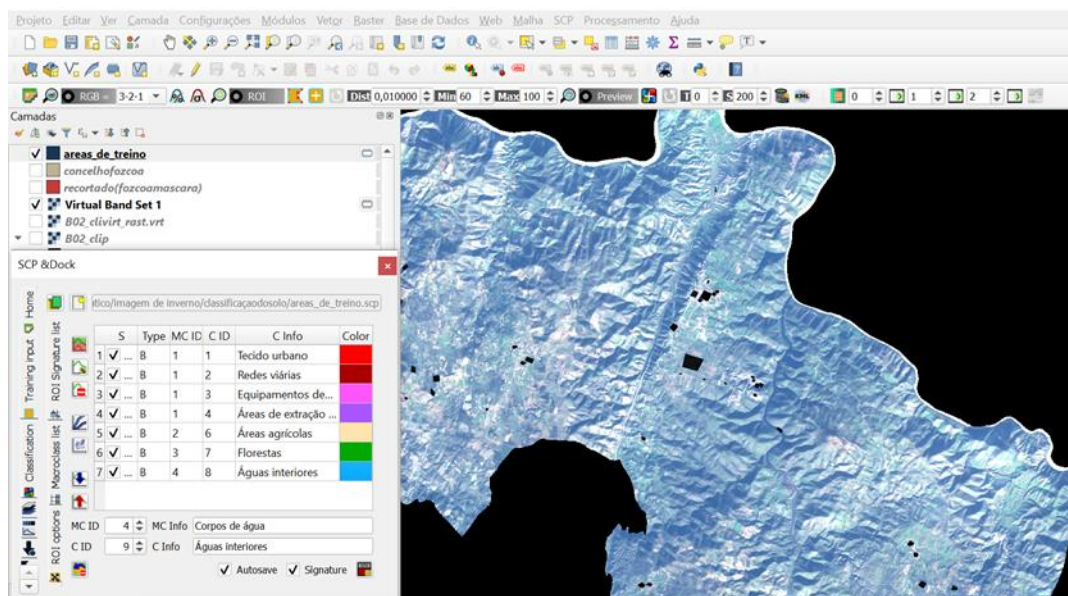 Projeto Editar Ver Camada Configurações Módulos Vetor Raster Base de Dados Web Malha SCP Processamento Ajuda
RGB = 3-2-1 ROI Dist 0,010000 Min 60 Max 100 Preview T 0 S 200 KML 0 1 2
Camadas
areas_de_treino
concelhofozcoa
recortado(fozcoamascara)
Virtual Band Set 1
B02_clivirt_rast.vrt
B02_clip
SCP &Dock
Home
Training input
Classification
ROI Signature list
Macroclass list
ROI options
ítico/imagem de inverno/classificaçaodosolo/areas_de_treino.scp
S Type MC ID C ID C Info Color
1 ... B 1 1 Tecido urbano
2 ... B 1 2 Redes viárias
3 ... B 1 3 Equipamentos de...
4 ... B 1 4 Áreas de extração ...
5 ... B 2 6 Áreas agrícolas
6 ... B 3 7 Florestas
7 ... B 4 8 Águas interiores
MC ID 4 MC Info Corpos de água
C ID 9 C Info Águas interiores
Autosave Signature